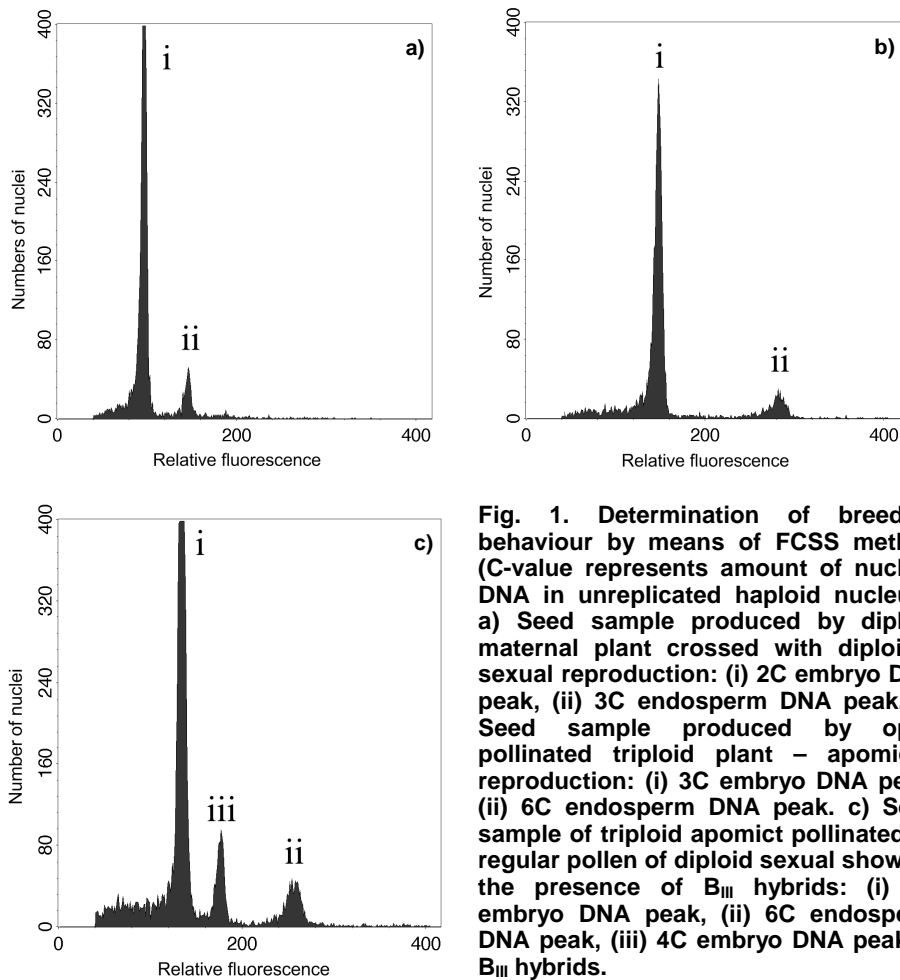 400
320
240
160
80
0
Numbers of nuclei
i
ii
a)
0
200
400
Relative fluorescence
400
320
240
160
80
0
Number of nuclei
i
ii
b)
0
200
400
Relative fluorescence
400
320
240
160
80
0
Number of nuclei
i
iii
ii
c)
0
200
400
Relative fluorescence
Fig. 1. Determination of breed
behaviour by means of FCSS meth
(C-value represents amount of nucl
DNA in unreplicated haploid nucleu
a) Seed sample produced by dipl
maternal plant crossed with diploi
sexual reproduction: (i) 2C embryo D
peak, (ii) 3C endosperm DNA peak.
Seed sample produced by op
pollinated triploid plant – apomi
reproduction: (i) 3C embryo DNA pe
(ii) 6C endosperm DNA peak. c) Se
sample of triploid apomict pollinated
regular pollen of diploid sexual show
the presence of BIII hybrids: (i)
embryo DNA peak, (ii) 6C endospe
DNA peak, (iii) 4C embryo DNA peak
BIII hybrids.